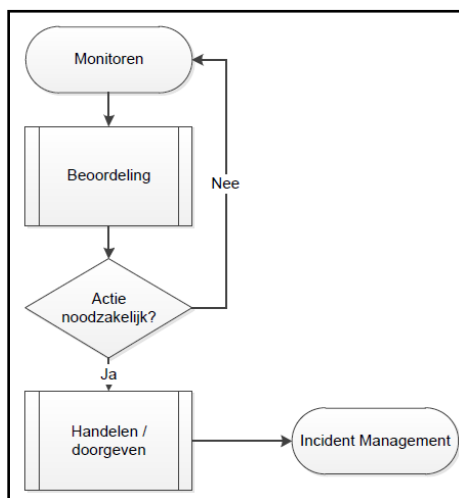 Monitoren
Beoordeling
Nee
Actie
noodzakelijk?
Ja
Handelen /
doorgeven
Incident Management